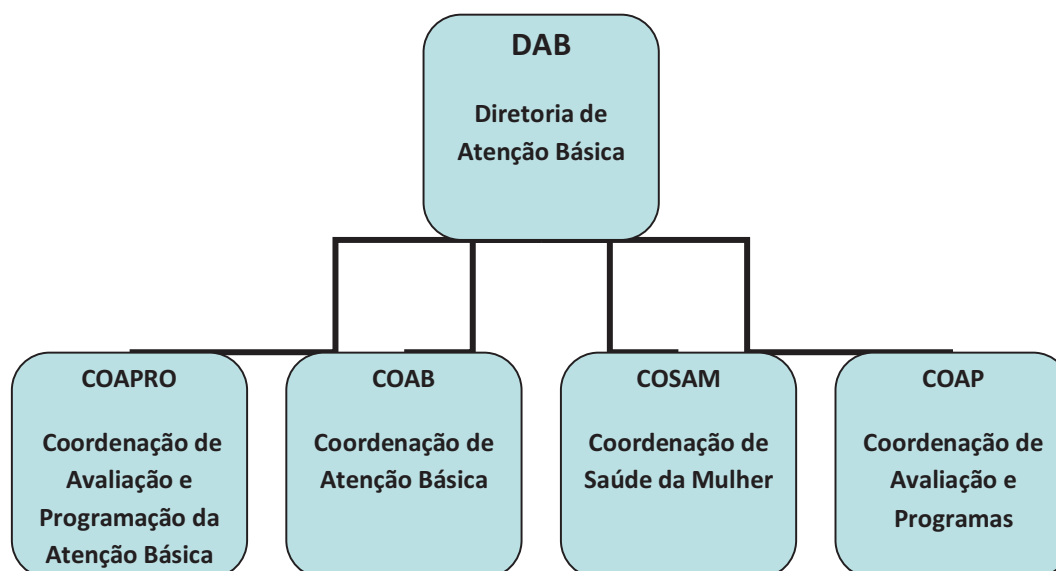 DAB
Diretoria de
Atenção Básica
COAPRO
Coordenação de
Avaliação e
Programação da
Atenção Básica
COAB
Coordenação de
Atenção Básica
COSAM
Coordenação de
Saúde da Mulher
COAP
Coordenação de
Avaliação e
Programas